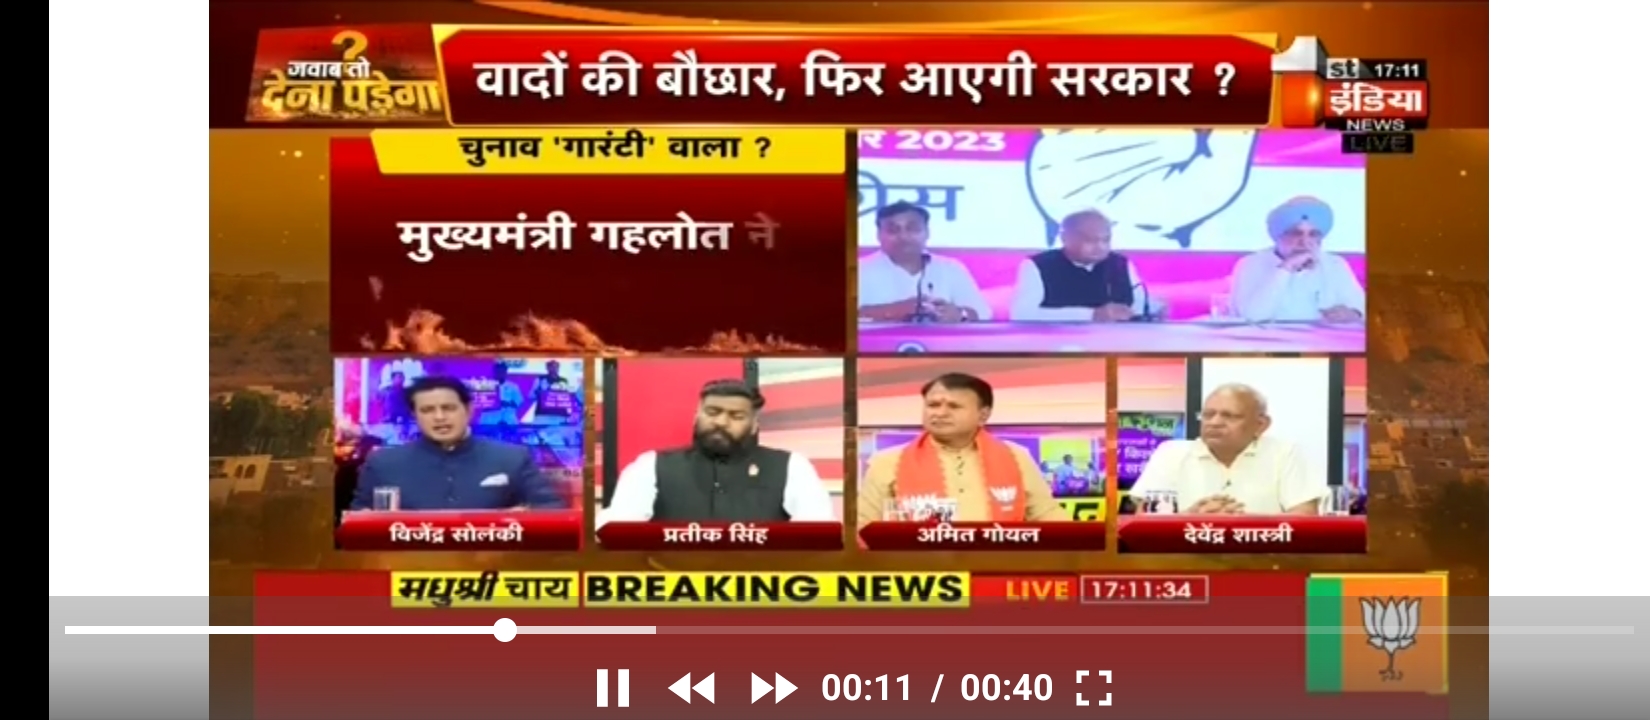 ?
जवाब तो
देना पड़ेगा
वादों की बौछार, फिर आएगी सरकार ?
1st 17:11
इंडिया
NEWS
LIVE
चुनाव 'गारंटी' वाला ?
र 2023
मुख्यमंत्री गहलोत ने
विजेंद्र सोलंकी
प्रतीक सिंह
अमित गोयल
देवेंद्र शास्त्री
मधुश्री चाय BREAKING NEWS LIVE 17:11:34
00:11 / 00:40